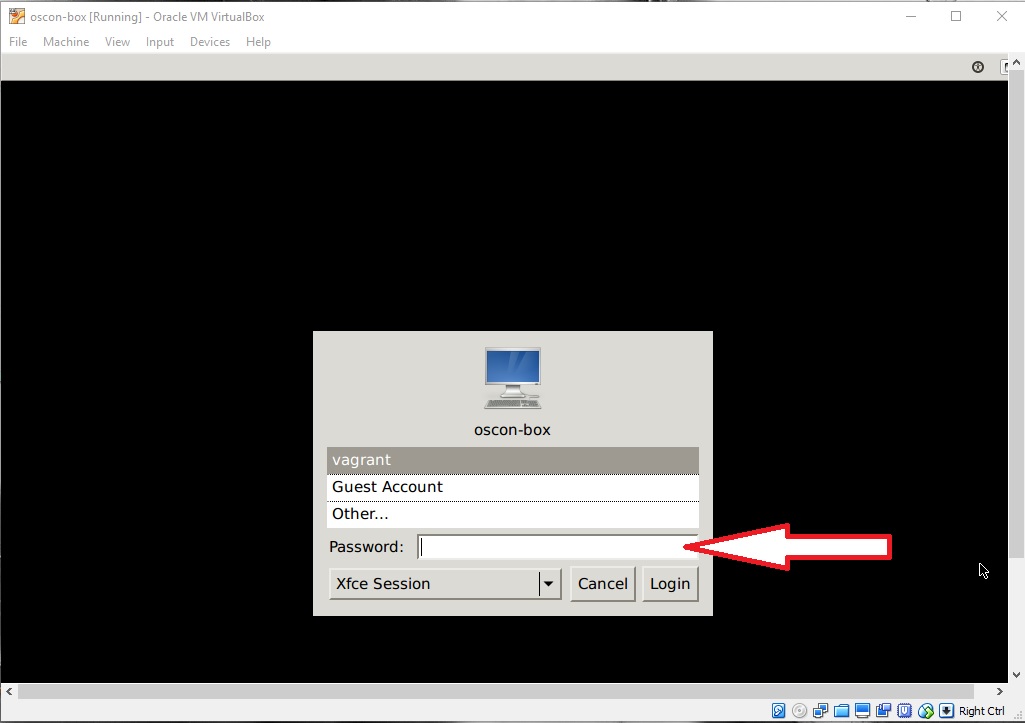 oscon-box [Running] - Oracle VM VirtualBox
File Machine View Input Devices Help
oscon-box
vagrant
Guest Account
Other...
Password:
Xfce Session Cancel Login
Right Ctrl